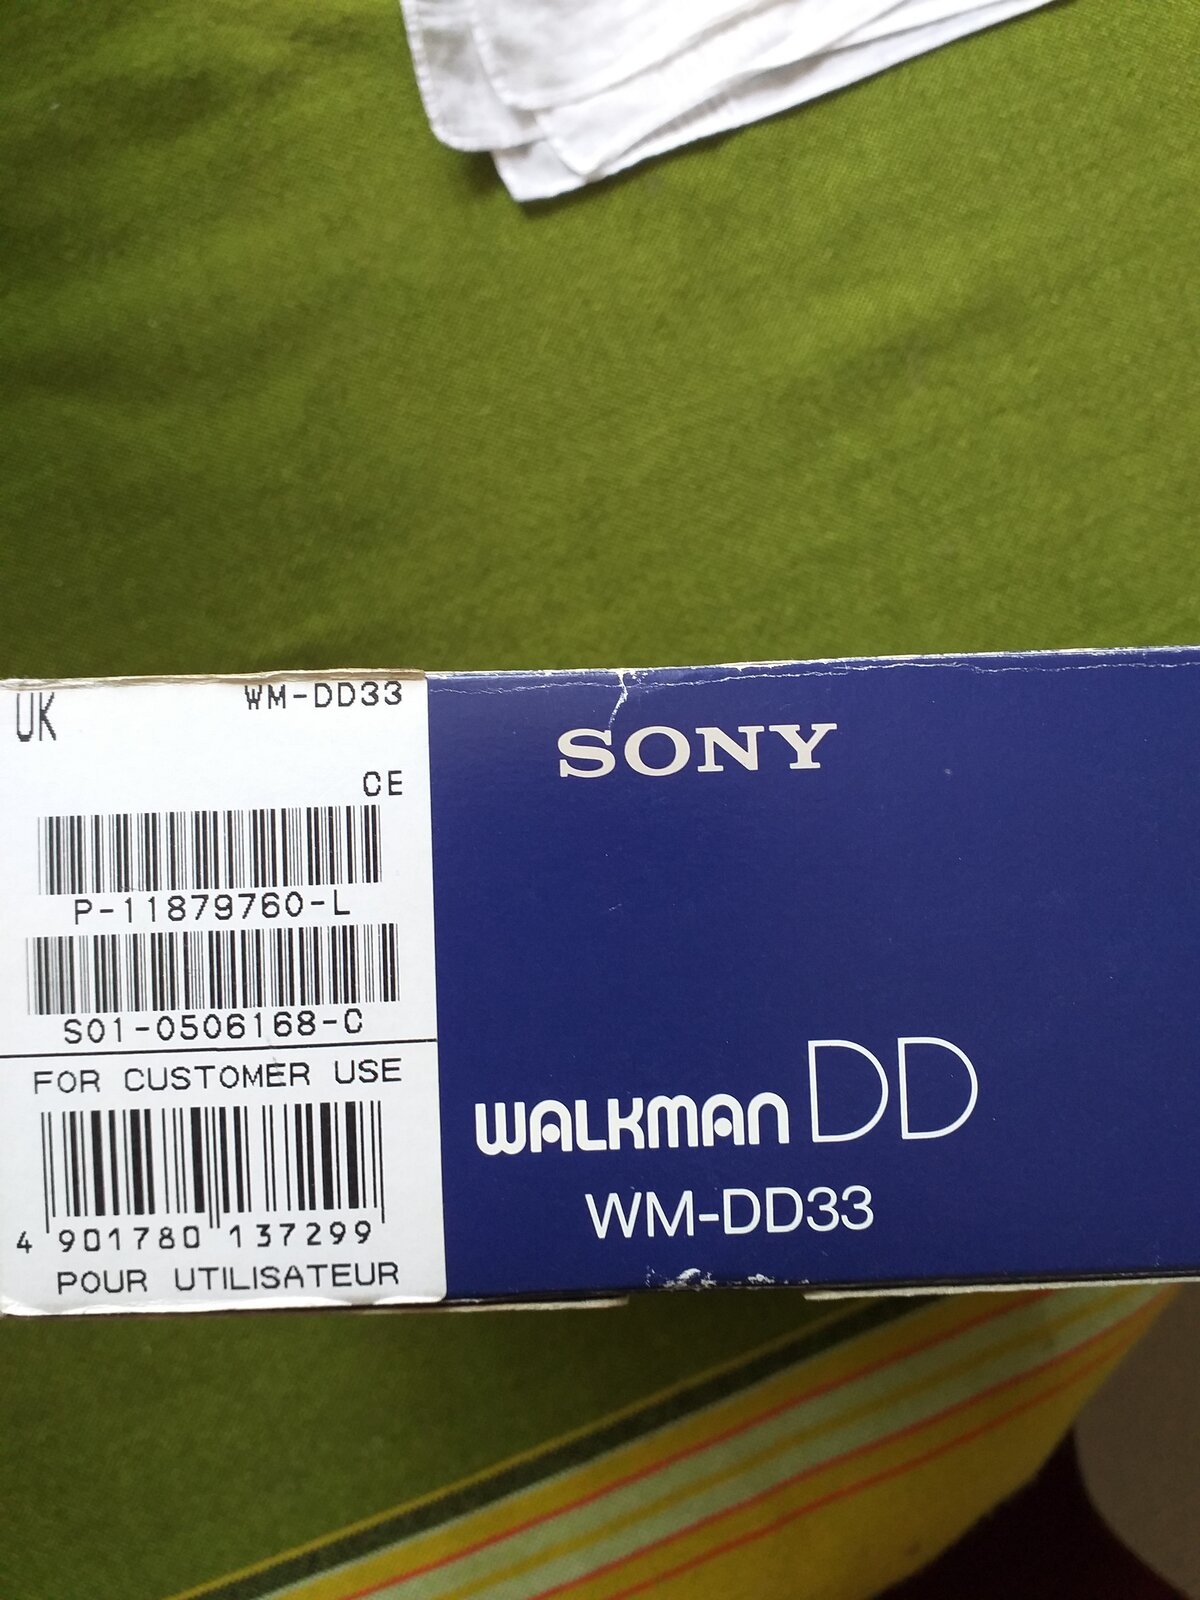 UK
WM-DD33
CE
P-11879760-L
S01-0506168-C
FOR CUSTOMER USE
4 901780 137299
POUR UTILISATEUR
SONY
WALKMAN DD
WM-DD33